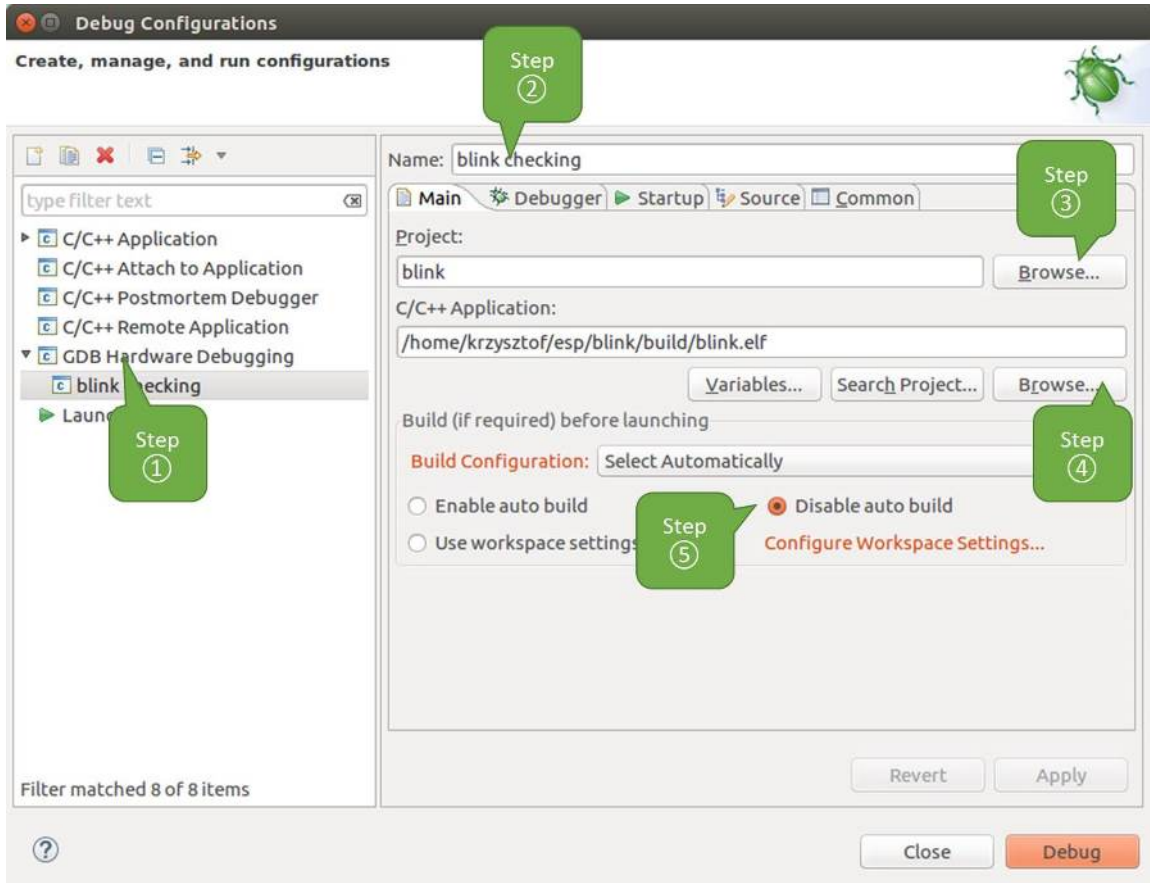 Debug Configurations
Create, manage, and run configurations
Step
②
type filter text
C/C++ Application
C/C++ Attach to Application
C/C++ Postmortem Debugger
C/C++ Remote Application
GDB Hardware Debugging
blink checking
Step
①
Filter matched 8 of 8 items
Name: blink checking
Main Debugger Startup Source Common
Step
③
Project:
blink Browse...
C/C++ Application:
/home/krzysztof/esp/blink/build/blink.elf
Variables... Search Project... Browse...
Step
④
Build (if required) before launching
Build Configuration: Select Automatically
Enable auto build Disable auto build
Step
⑤
Use workspace settings Configure Workspace Settings...
Revert Apply
? Close Debug